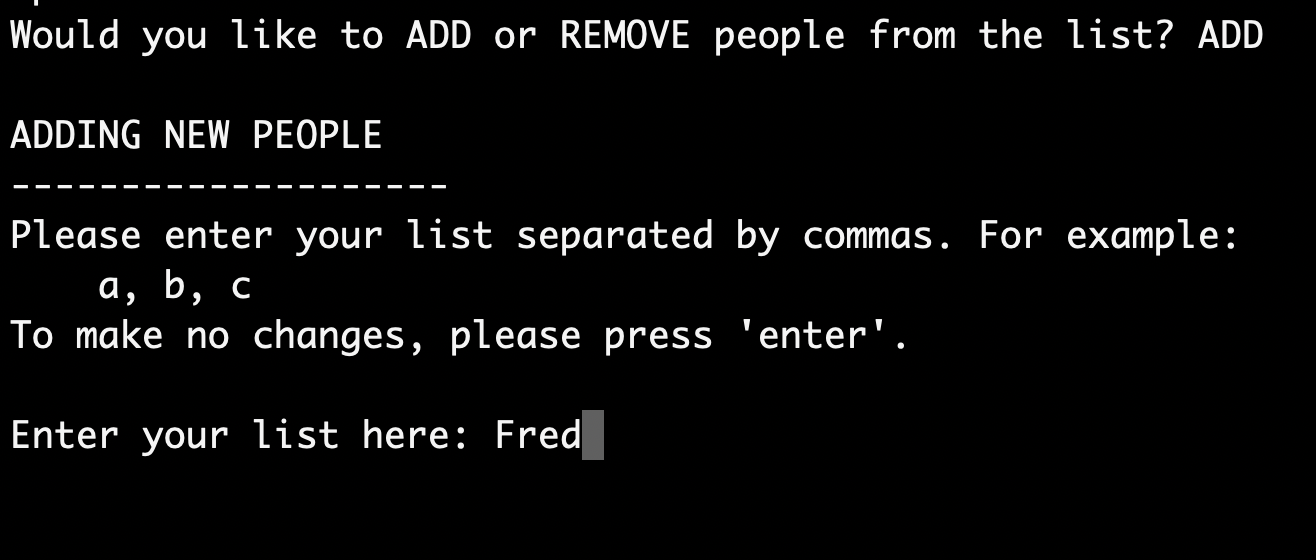 Would you like to ADD or REMOVE people from the list? ADD
ADDING NEW PEOPLE
--------------------
Please enter your list separated by commas. For example:
a, b, c
To make no changes, please press 'enter'.
Enter your list here: Fred